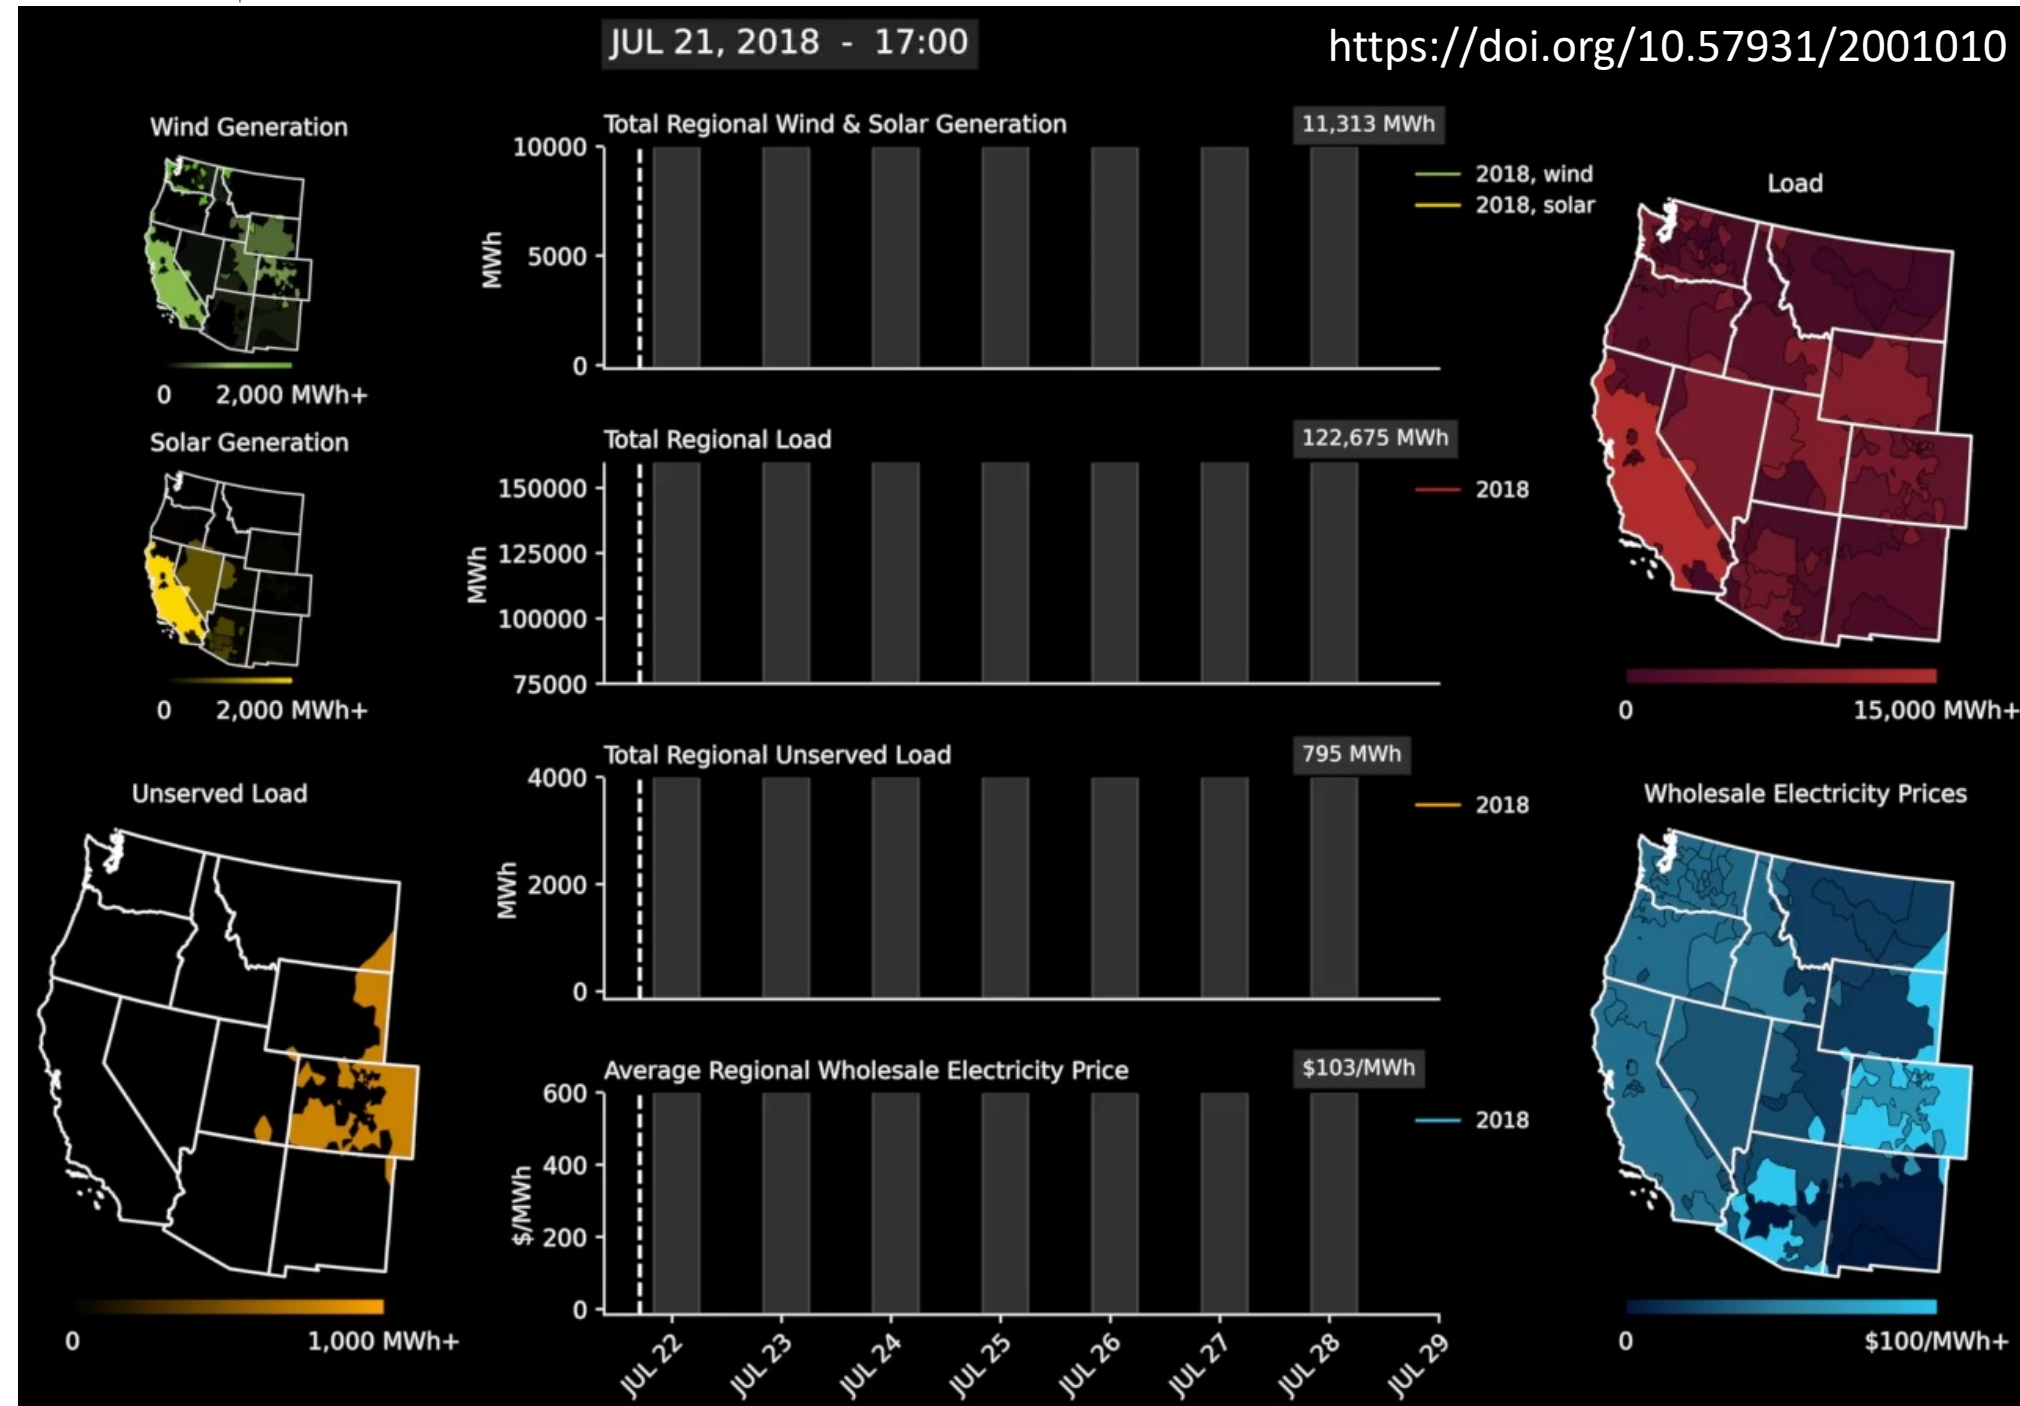 JUL 21, 2018 - 17:00
https://doi.org/10.57931/2001010
Wind Generation
0 2,000 MWh+
Solar Generation
0 2,000 MWh+
Unserved Load
0 1,000 MWh+
Total Regional Wind & Solar Generation
11,313 MWh
10000
5000
0
MWh
2018, wind
2018, solar
Total Regional Load
122,675 MWh
150000
125000
100000
75000
MWh
2018
Total Regional Unserved Load
795 MWh
4000
2000
0
MWh
2018
Average Regional Wholesale Electricity Price
$103/MWh
600
400
200
0
$/MWh
2018
JUL 22
JUL 23
JUL 24
JUL 25
JUL 26
JUL 27
JUL 28
JUL 29
Load
0 15,000 MWh+
Wholesale Electricity Prices
0 $100/MWh+